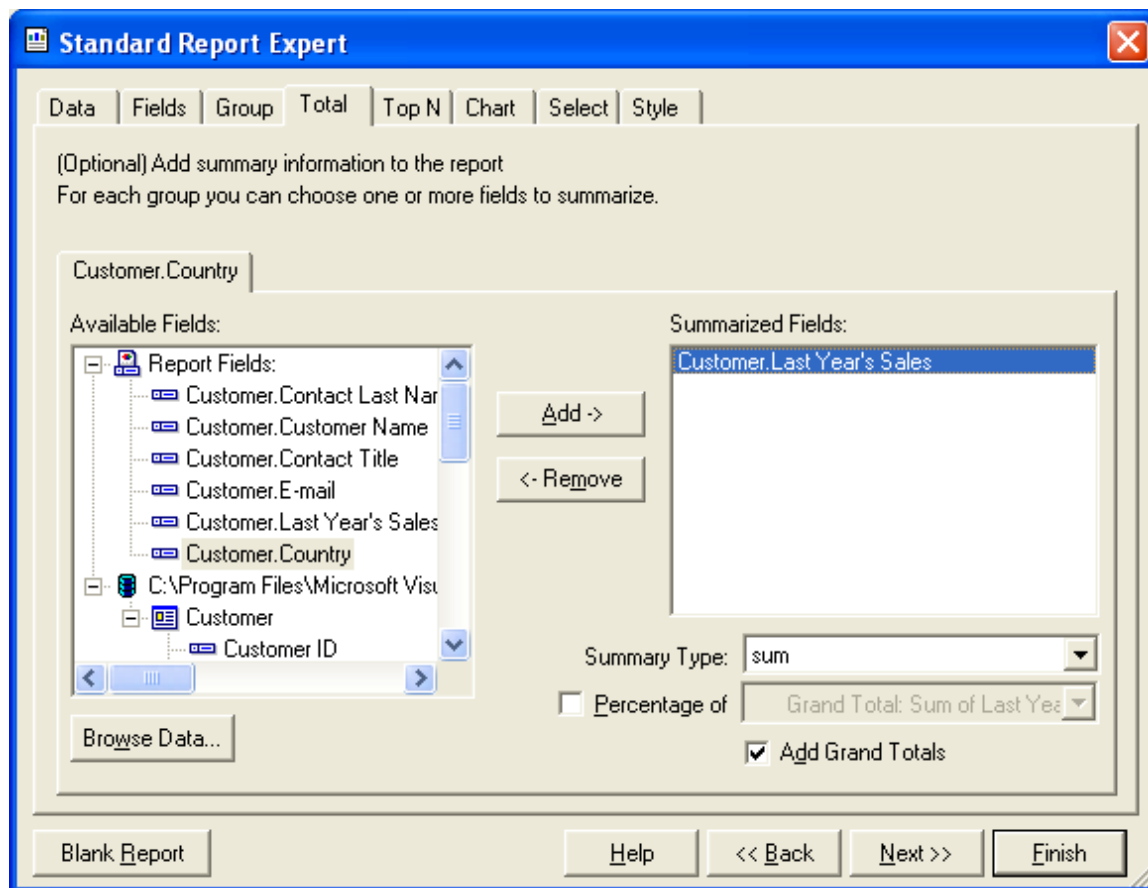 Standard Report Expert
Data Fields Group Total Top N Chart Select Style
(Optional) Add summary information to the report
For each group you can choose one or more fields to summarize.
Customer.Country
Available Fields:
Report Fields:
Customer.Contact Last Nar
Customer.Customer Name
Customer.Contact Title
Customer.E-mail
Customer.Last Year's Sales
Customer.Country
C:\Program Files\Microsoft Visu
Customer
Customer ID
Browse Data...
Add ->
<- Remove
Summarized Fields:
Customer.Last Year's Sales
Summary Type: sum
Percentage of Grand Total: Sum of Last Yea
Add Grand Totals
Blank Report Help << Back Next >> Finish